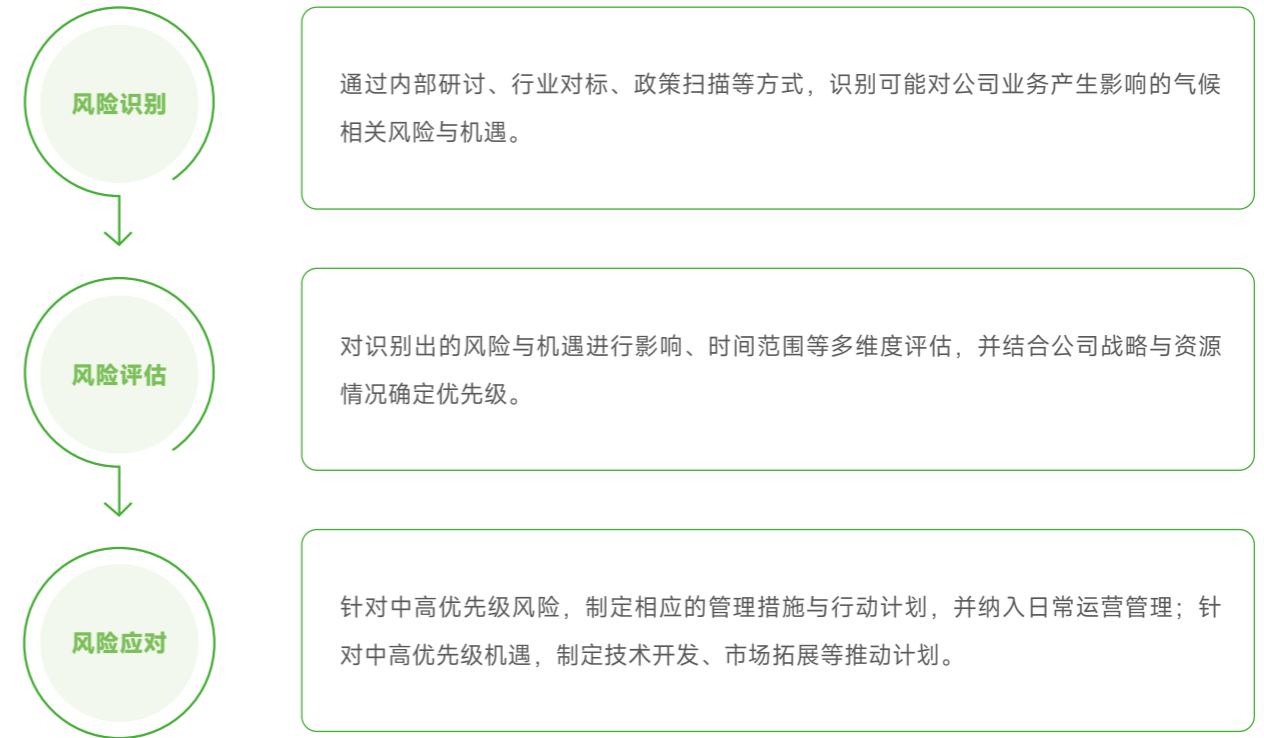 风险识别
通过内部研讨、行业对标、政策扫描等方式，识别可能对公司业务产生影响的气候
相关风险与机遇。
风险评估
对识别出的风险与机遇进行影响、时间范围等多维度评估，并结合公司战略与资源
情况确定优先级。
风险应对
针对中高优先级风险，制定相应的管理措施与行动计划，并纳入日常运营管理；针
对中高优先级机遇，制定技术开发、市场拓展等推动计划。